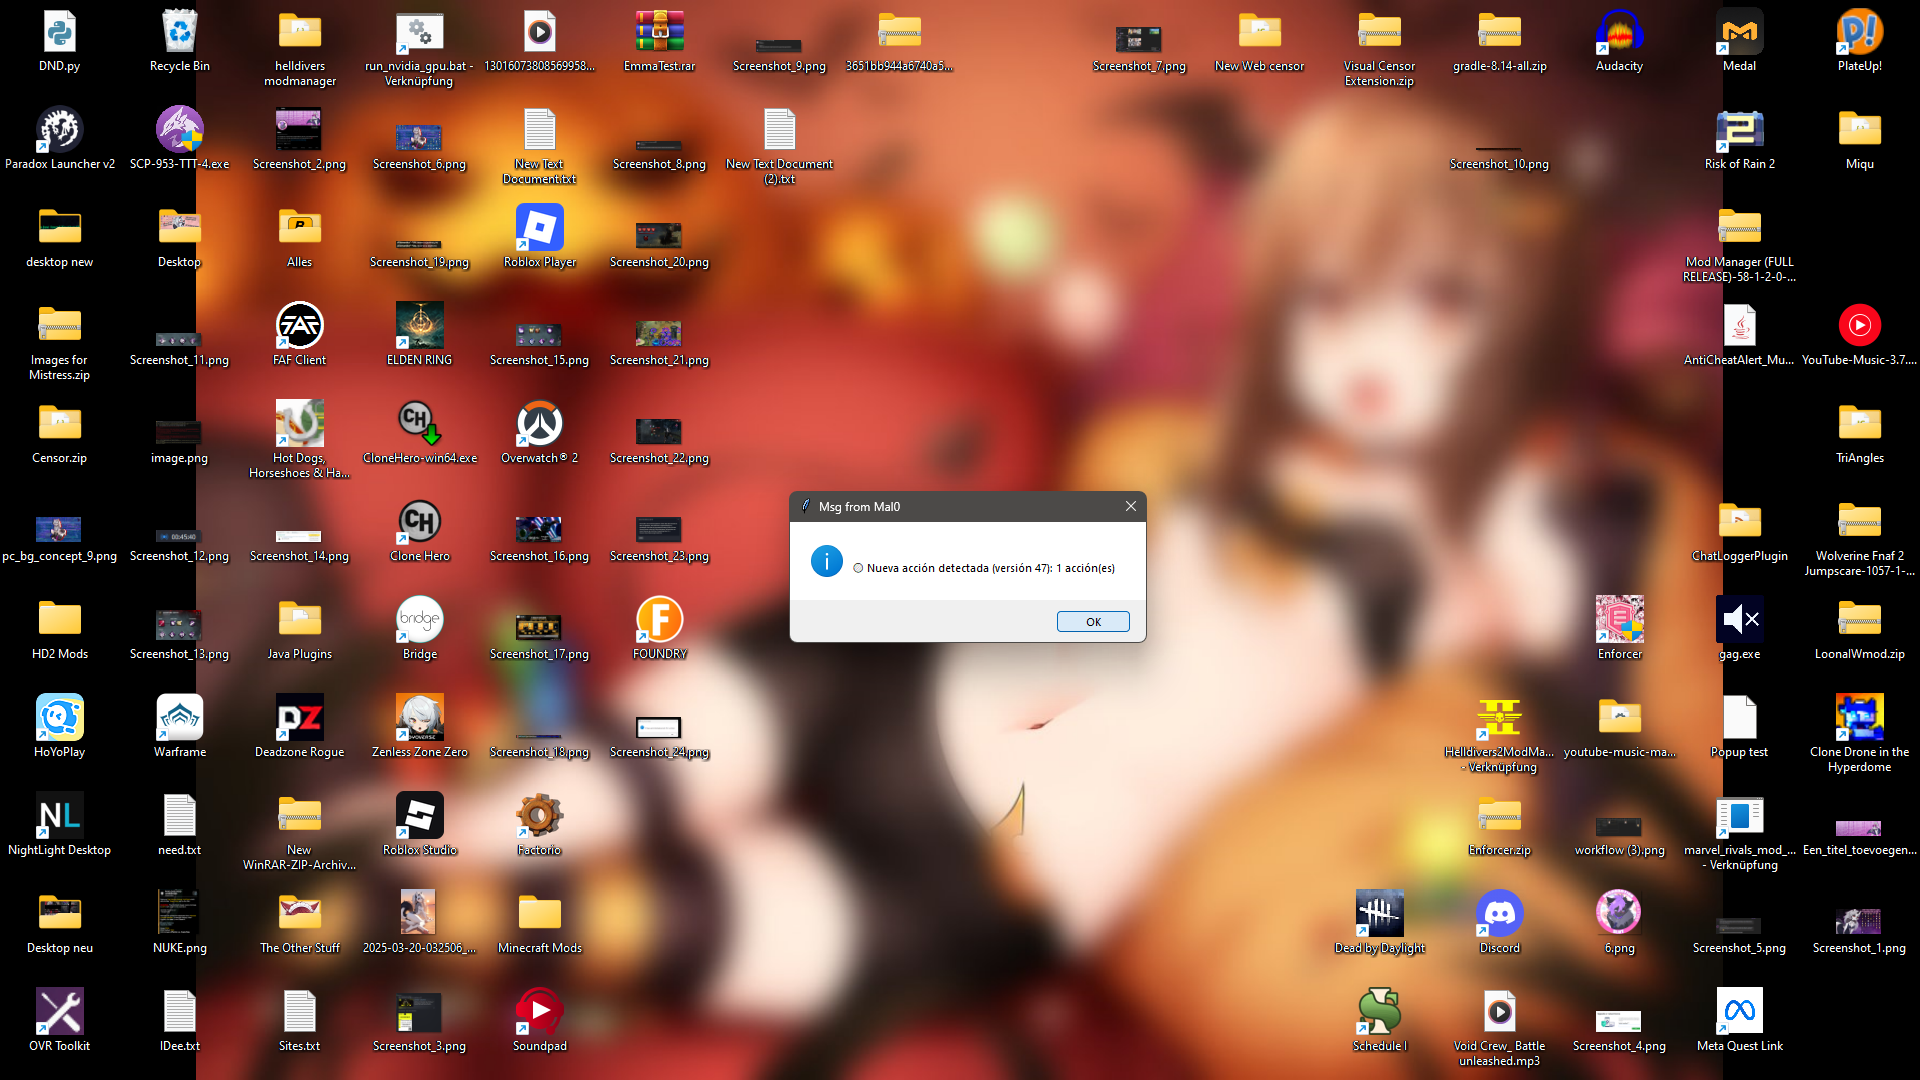 DND.py
Recycle Bin
helldivers
modmanager
run_nvidia_gpu.bat -
Verknüpfung
13016073808569958...
EmmaTest.rar
Screenshot_9.png
3651bb944a6740a5...
Screenshot_7.png
New Web censor
Visual Censor
Extension.zip
gradle-8.14-all.zip
Audacity
Medal
PlateUp!
Paradox Launcher v2
SCP-953-TTT-4.exe
Screenshot_2.png
Screenshot_6.png
New Text
Document.txt
Screenshot_8.png
New Text Document
(2).txt
Screenshot_10.png
Risk of Rain 2
Miqu
desktop new
Desktop
Alles
Screenshot_19.png
Roblox Player
Screenshot_20.png
Mod Manager (FULL
RELEASE)-58-1-2-0-...
Images for
Mistress.zip
Screenshot_11.png
FAF Client
ELDEN RING
Screenshot_15.png
Screenshot_21.png
AntiCheatAlert_Mu...
YouTube-Music-3.7....
Censor.zip
image.png
Hot Dogs,
Horseshoes & Ha...
CloneHero-win64.exe
Overwatch® 2
Screenshot_22.png
TriAngles
Msg from Mal0
Nueva acción detectada (versión 47): 1 acción(es)
OK
pc_bg_concept_9.png
Screenshot_12.png
Screenshot_14.png
Clone Hero
Screenshot_16.png
Screenshot_23.png
ChatLoggerPlugin
Wolverine Fnaf 2
Jumpscare-1057-1-...
HD2 Mods
Screenshot_13.png
Java Plugins
bridge
Bridge
Screenshot_17.png
FOUNDRY
Enforcer
gag.exe
LoonalWmod.zip
HoYoPlay
Warframe
Deadzone Rogue
Zenless Zone Zero
Screenshot_18.png
Screenshot_24.png
Helldivers2ModMa...
- Verknüpfung
youtube-music-ma...
Popup test
Clone Drone in the
Hyperdome
NightLight Desktop
need.txt
New
WinRAR-ZIP-Archiv...
Roblox Studio
Factorio
Enforcer.zip
workflow (3).png
marvel_rivals_mod_...
- Verknüpfung
Een_titel_toevoegen...
Desktop neu
NUKE.png
The Other Stuff
2025-03-20-032506_...
Minecraft Mods
Dead by Daylight
Discord
6.png
Screenshot_5.png
Screenshot_1.png
OVR Toolkit
IDee.txt
Sites.txt
Screenshot_3.png
Soundpad
Schedule I
Void Crew_ Battle
unleashed.mp3
Screenshot_4.png
Meta Quest Link